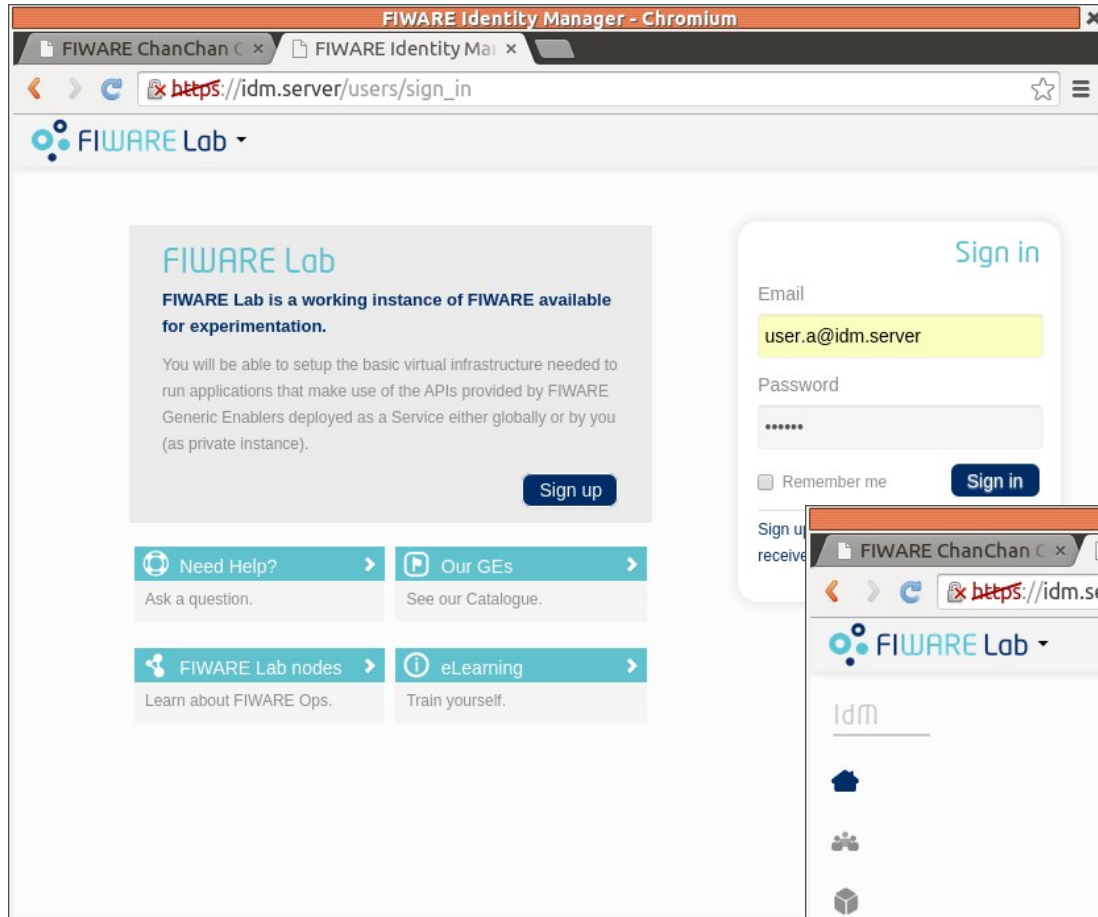 FIWARE Identity Manager - Chromium
FIWARE ChanChan C
FIWARE Identity Mar
https://idm.server/users/sign_in
FIWARE Lab
FIWARE Lab
FIWARE Lab is a working instance of FIWARE available
for experimentation.
You will be able to setup the basic virtual infrastructure needed to
run applications that make use of the APIs provided by FIWARE
Generic Enablers deployed as a Service either globally or by you
(as private instance).
Sign up
Need Help?
Ask a question.
Our GEs
See our Catalogue.
FIWARE Lab nodes
Learn about FIWARE Ops.
eLearning
Train yourself.
Sign in
Email
user.a@idm.server
Password
••••••
Remember me
Sign in
Sign up
receive
FIWARE ChanChan C
https://idm.se
FIWARE Lab
IdM